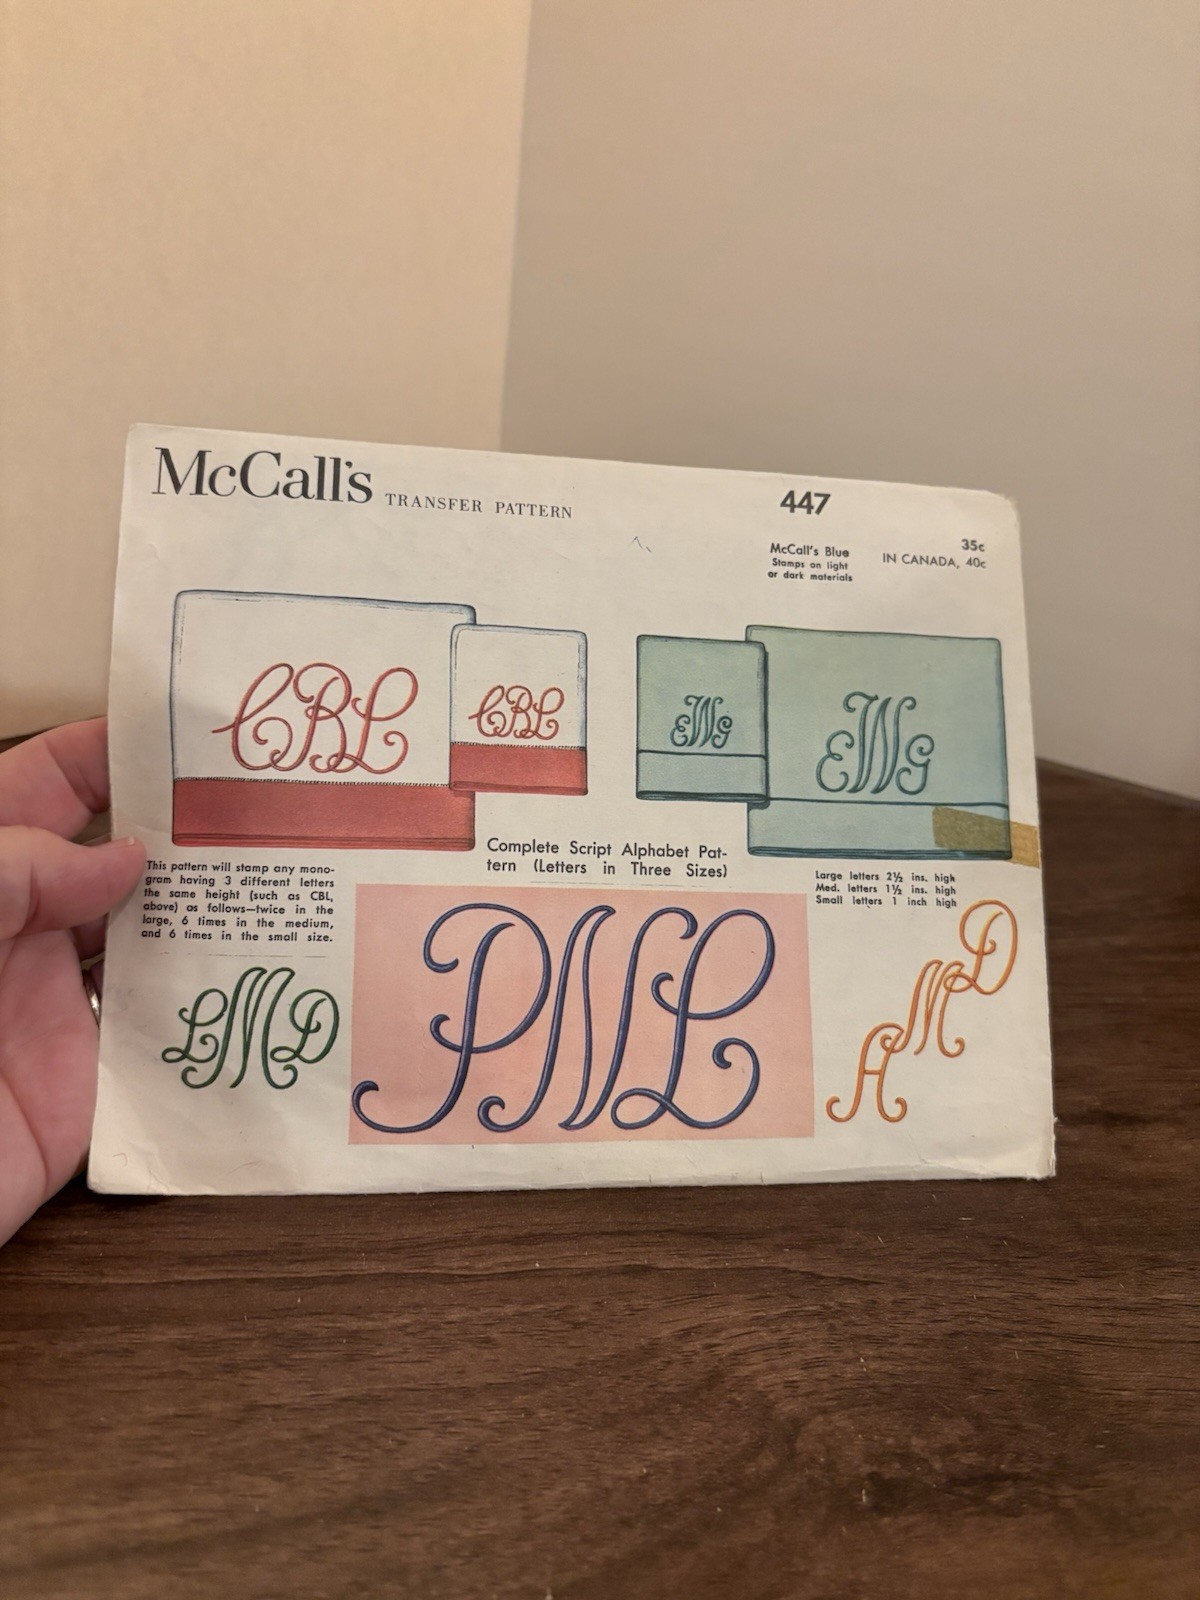 McCall's TRANSFER PATTERN
447
McCall's Blue
Stamps on light
or dark materials
35c
IN CANADA, 40c
CBL
CBL
EWG
EWG
Complete Script Alphabet Pat-
tern (Letters in Three Sizes)
This pattern will stamp any mono-
gram having 3 different letters
the same height (such as CBL,
above) as follows—twice in the
large, 6 times in the medium,
and 6 times in the small size.
Large letters 2½ ins. high
Med. letters 1½ ins. high
Small letters 1 inch high
LMD
PNL
AMD